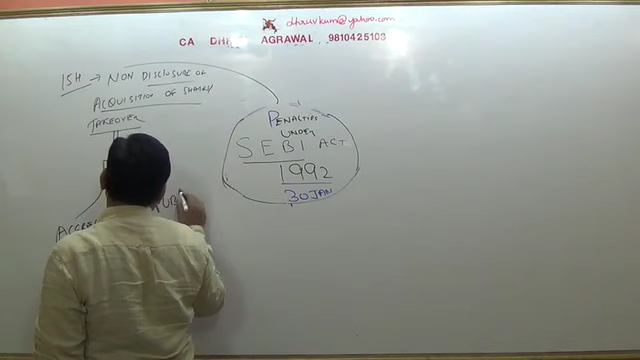 dhruvkum@yahoo.com
CA DHRUV AGRAWAL 9810425103
15H → NON DISCLOSURE OF
ACQUISITION OF SHARES
TAKEOVER
PENALTIES
UNDER
SEBI ACT
1992
30 JAN